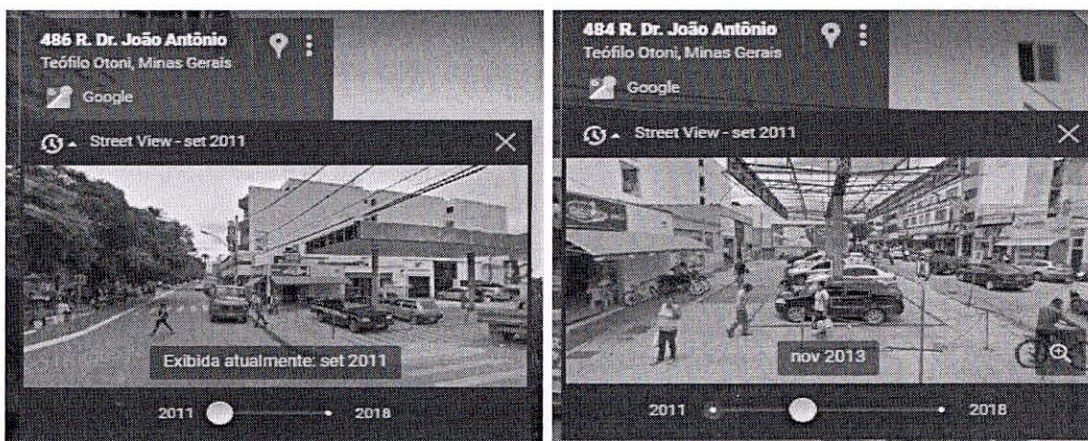 486 R. Dr. João Antônio
Teófilo Otoni, Minas Gerais
Google
Street View - set 2011
Exibida atualmente: set 2011
2011
2018
484 R. Dr. João Antônio
Teófilo Otoni, Minas Gerais
Google
Street View - set 2011
nov 2013
2011
2018